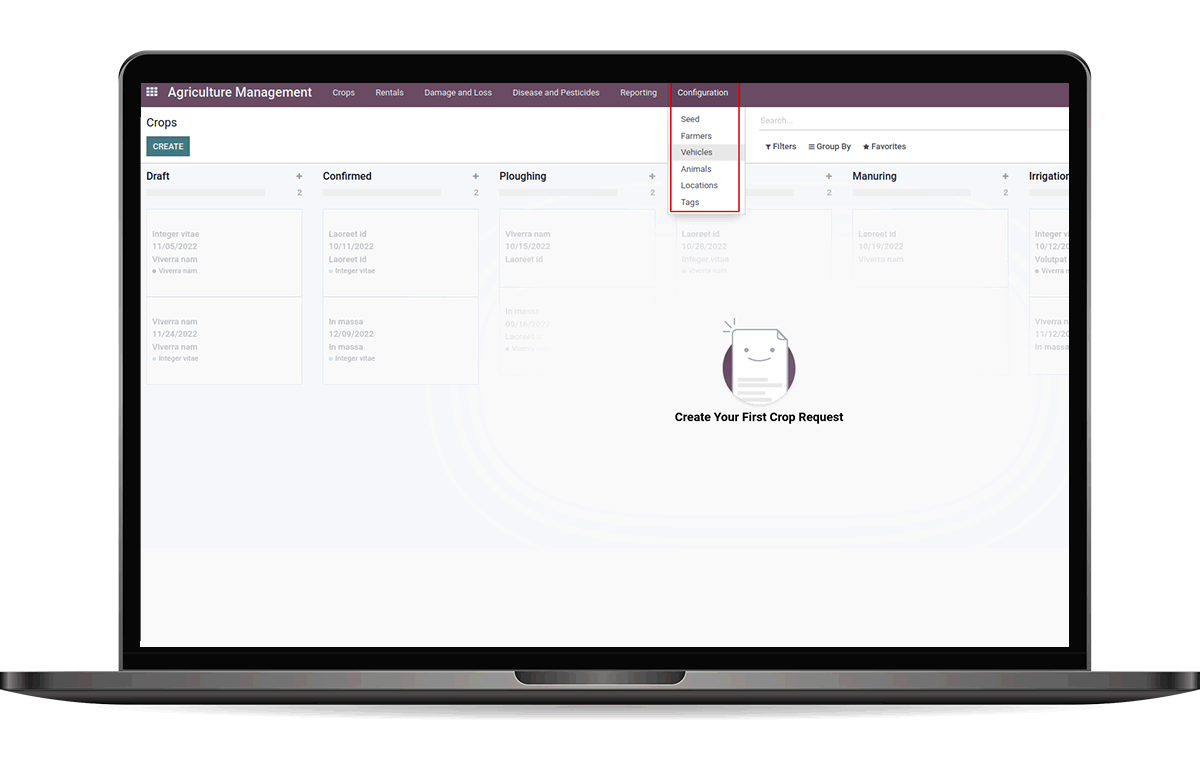 Agriculture Management Crops Rentals Damage and Loss Disease and Pesticides Reporting Configuration
Crops
CREATE
Seed
Farmers
Vehicles
Animals
Locations
Tags
Search...
Filters Group By Favorites
Draft + Confirmed + Ploughing + + Manuring + Irrigation
2 2 2 2 2
Integer vitae
11/05/2022
Viverra nam
Viverra nam
Viverra nam
11/24/2022
Viverra nam
Integer vitae
Laoreet id
10/11/2022
Laoreet id
Integer vitae
In massa
12/09/2022
In massa
Integer vitae
Viverra nam
10/15/2022
Laoreet id
In massa
09/16/2022
Laoreet id
Viverra nam
Laoreet id
10/28/2022
Integer vitae
Viverra nam
Laoreet id
10/19/2022
Viverra nam
Integer v
10/12/20
Volutpat
Viverra n
Viverra n
11/12/20
In massa
Create Your First Crop Request